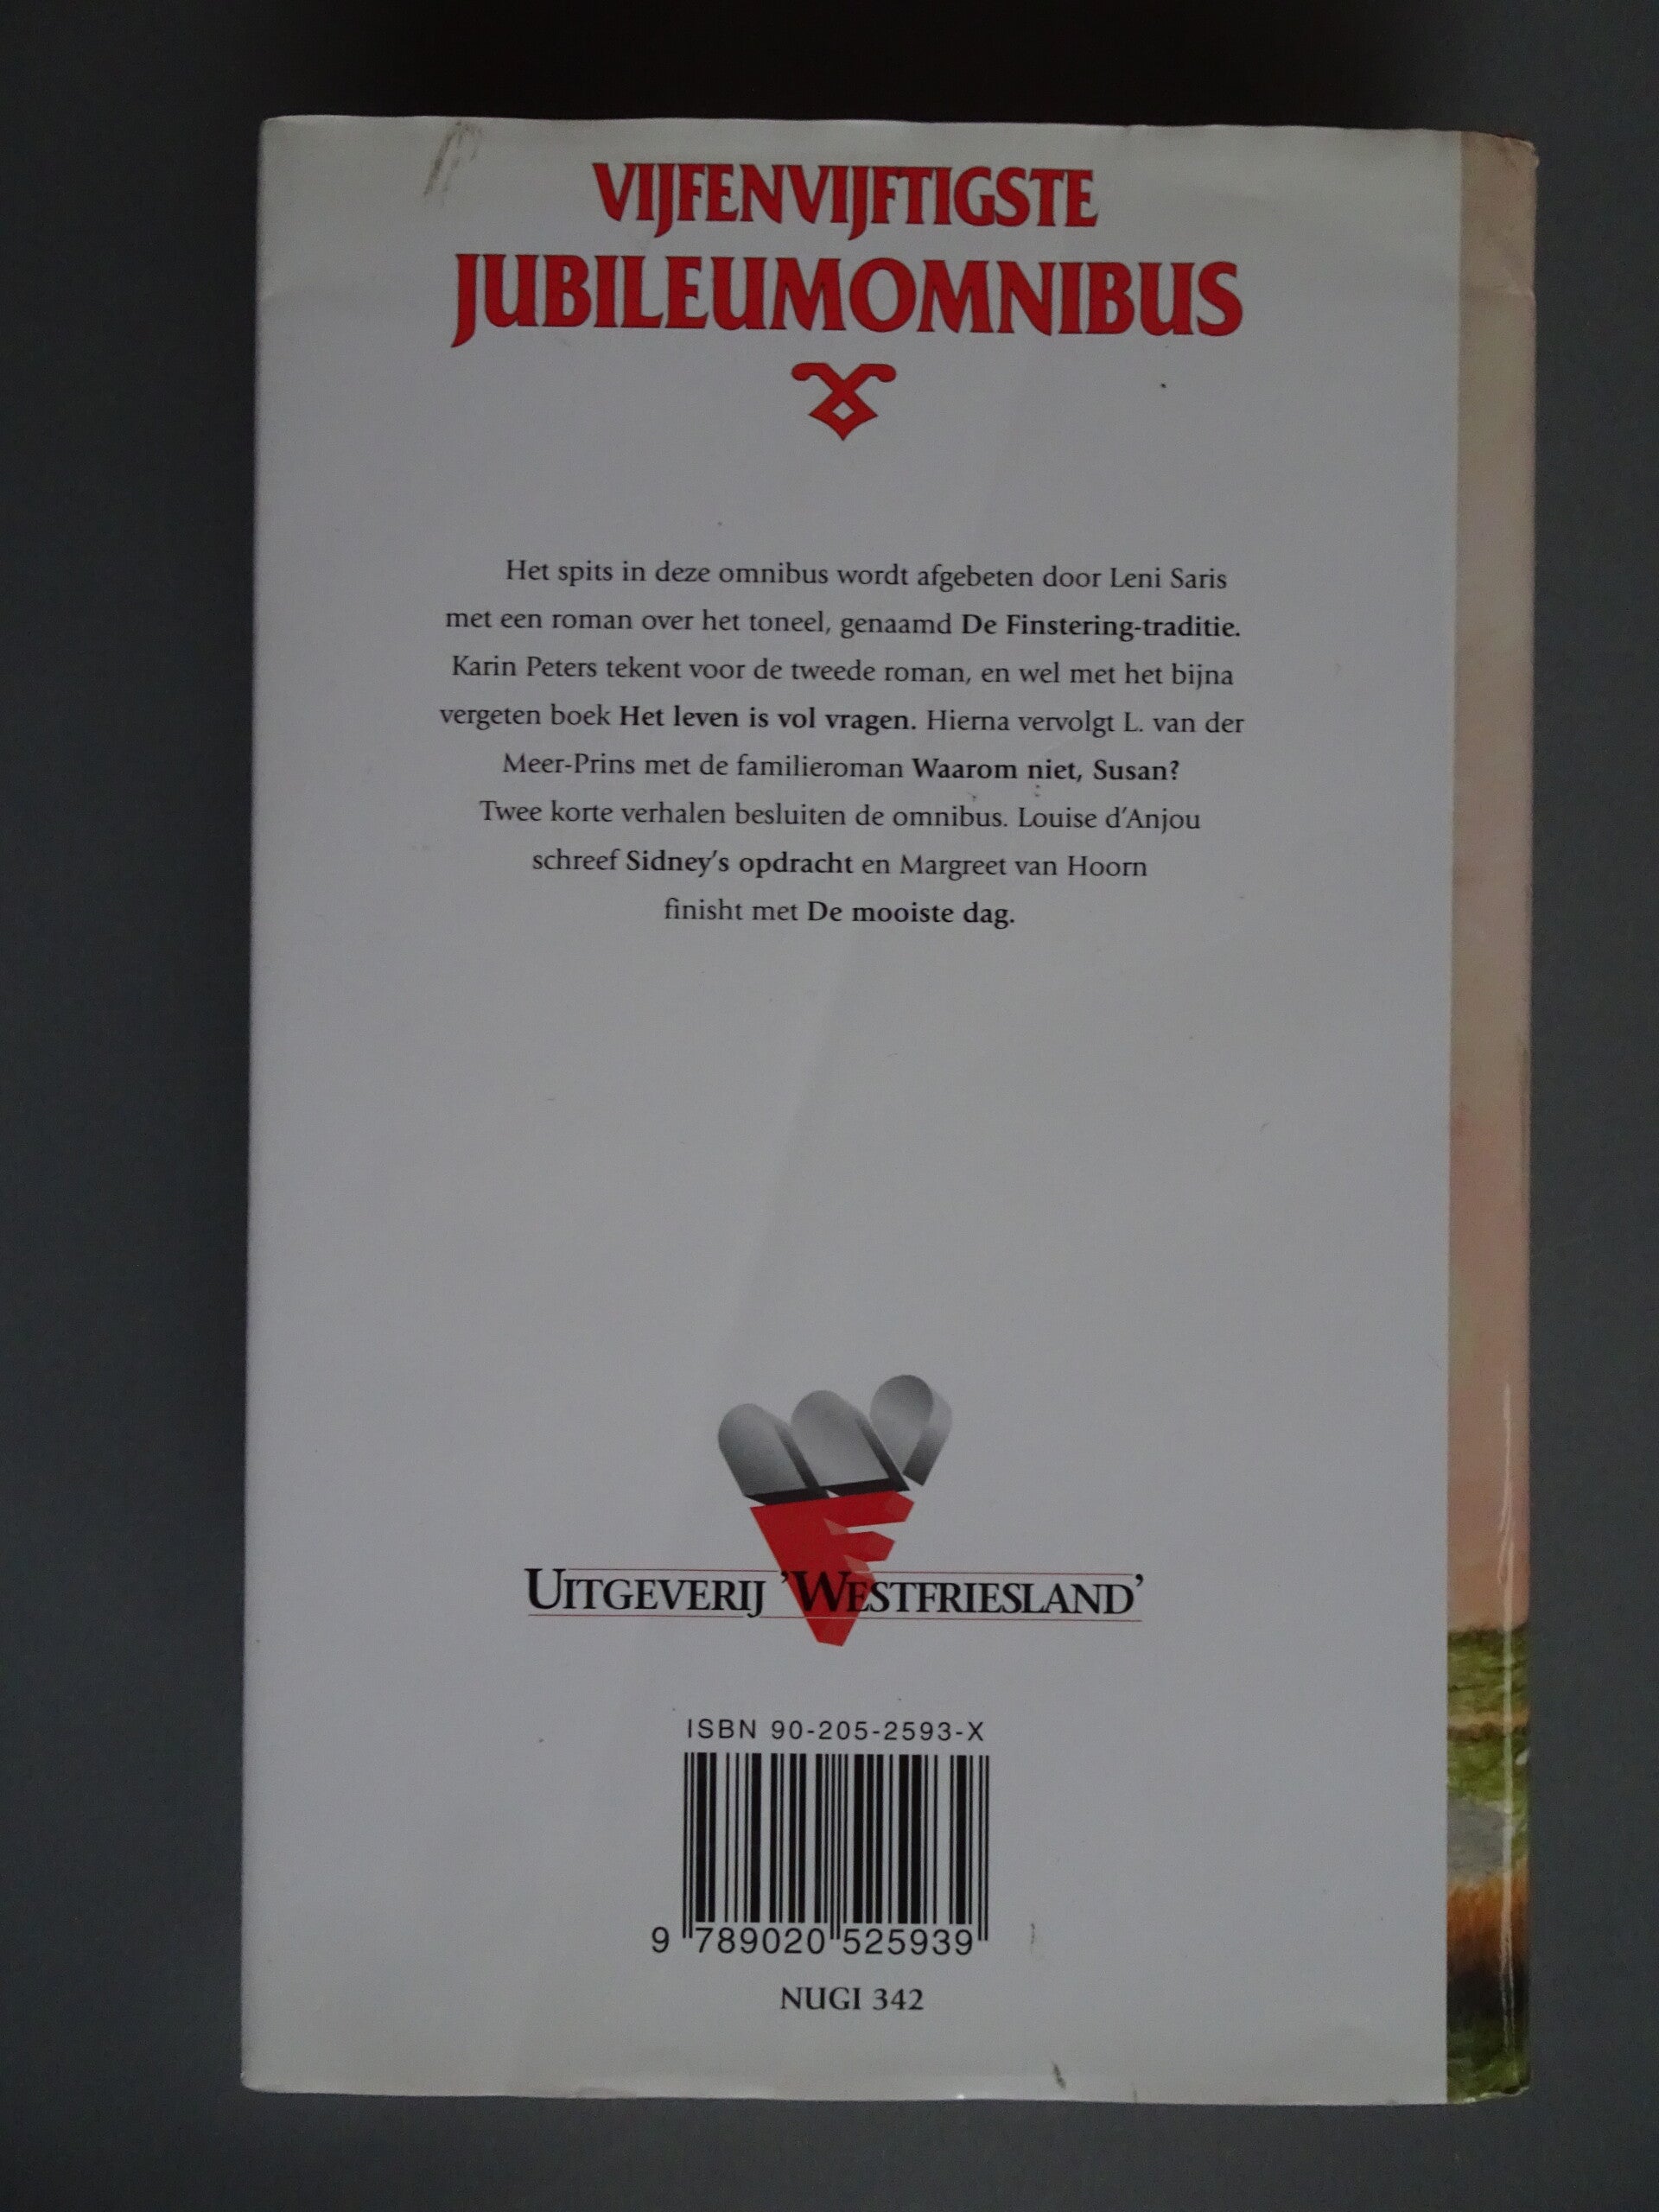 VIJFENVIJFTIGSTE
JUBILEUMOMNIBUS
Het spits in deze omnibus wordt afgebeten door Leni Saris
met een roman over het toneel, genaamd De Finstering-traditie.
Karin Peters tekent voor de tweede roman, en wel met het bijna
vergeten boek Het leven is vol vragen. Hierna vervolgt L. van der
Meer-Prins met de familieroman Waarom niet, Susan?
Twee korte verhalen besluiten de omnibus. Louise d'Anjou
schreef Sidney's opdracht en Margreet van Hoorn
finisht met De mooiste dag.
UITGEVERIJ 'WESTFRIESLAND'
ISBN 90-205-2593-X
9 789020 525939
NUGI 342